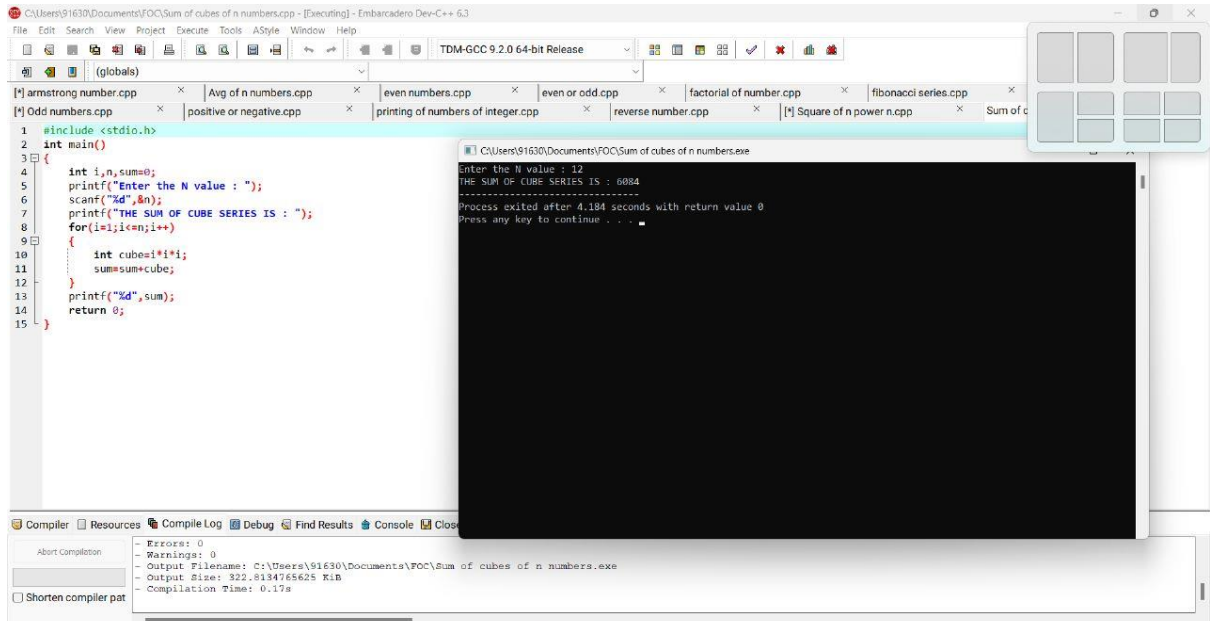 C:\Users\91630\Documents\FOC\Sum of cubes of n numbers.cpp - [Executing] - Embarcadero Dev-C++ 6.3
File Edit Search View Project Execute Tools AStyle Window Help
TDM-GCC 9.2.0 64-bit Release
(globals)
[*] armstrong number.cpp Avg of n numbers.cpp even numbers.cpp even or odd.cpp factorial of number.cpp fibonacci series.cpp
[*] Odd numbers.cpp positive or negative.cpp printing of numbers of integer.cpp reverse number.cpp [*] Square of n power n.cpp Sum of c
1 #include <stdio.h>
2 int main()
3 {
4 int i,n,sum=0;
5 printf("Enter the N value : ");
6 scanf("%d",&n);
7 printf("THE SUM OF CUBE SERIES IS : ");
8 for(i=1;i<=n;i++)
9 {
10 int cube=i*i*i;
11 sum=sum+cube;
12 }
13 printf("%d",sum);
14 return 0;
15 }
C:\Users\91630\Documents\FOC\Sum of cubes of n numbers.exe
Enter the N value : 12
THE SUM OF CUBE SERIES IS : 6084
--------------------------------
Process exited after 4.184 seconds with return value 0
Press any key to continue . . .
Compiler Resources Compile Log Debug Find Results Console Close
Abort Compilation
Shorten compiler pat
- Errors: 0
- Warnings: 0
- Output Filename: C:\Users\91630\Documents\FOC\Sum of cubes of n numbers.exe
- Output Size: 322.8134765625 KiB
- Compilation Time: 0.17s